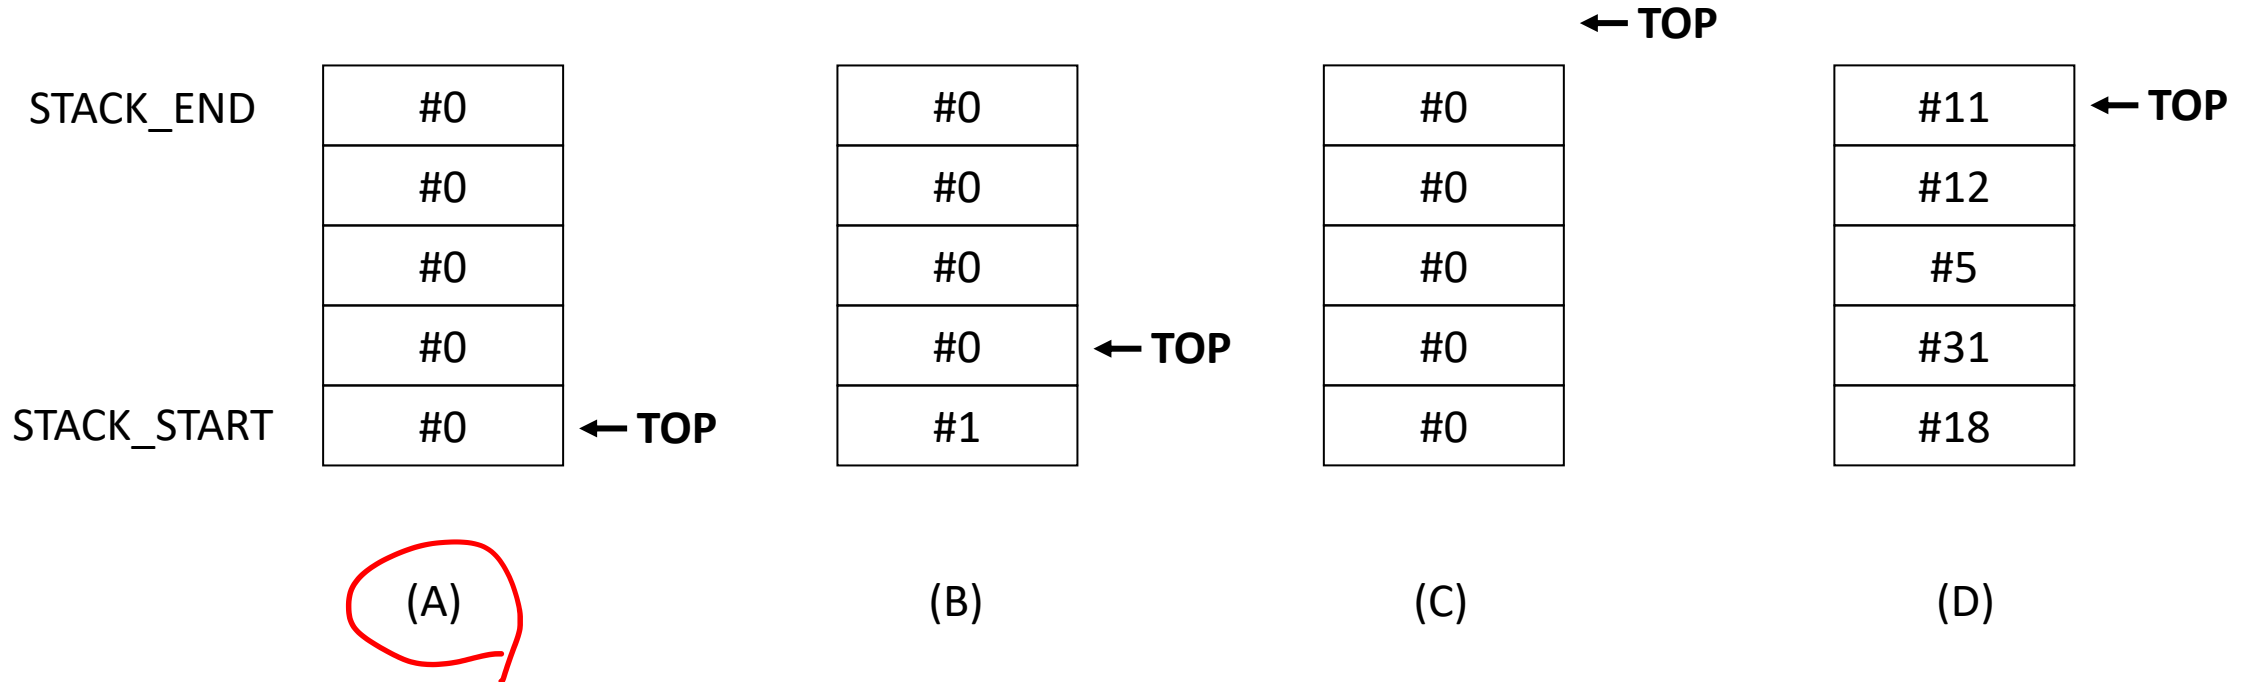 ← TOP
STACK_END #0 #0 #0 #11 ← TOP
#0 #0 #0 #12
#0 #0 #0 #5
#0 #0 ← TOP #0 #31
STACK_START #0 ← TOP #1 #0 #18
(A) (B) (C) (D)